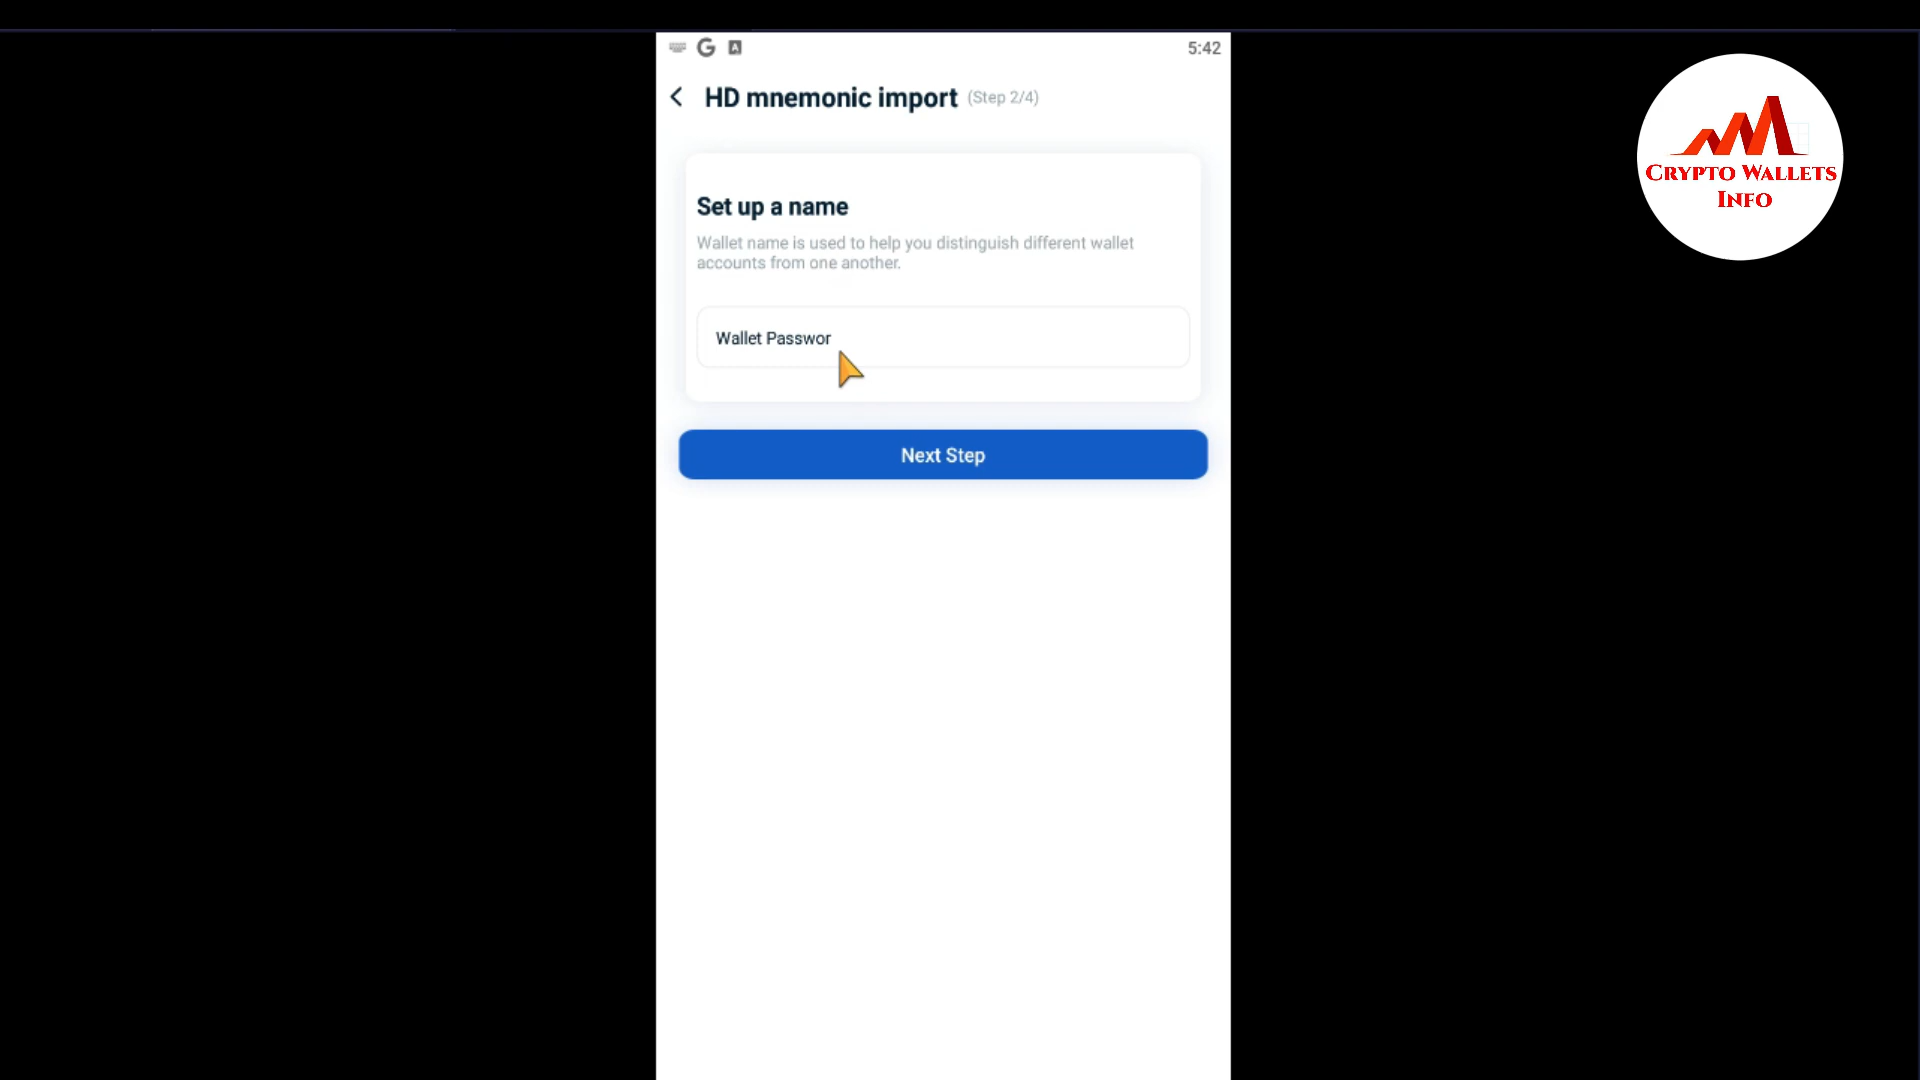 5:42
HD mnemonic import (Step 2/4)
Set up a name
Wallet name is used to help you distinguish different wallet
accounts from one another.
Wallet Passwor
Next Step
Crypto Wallets
Info